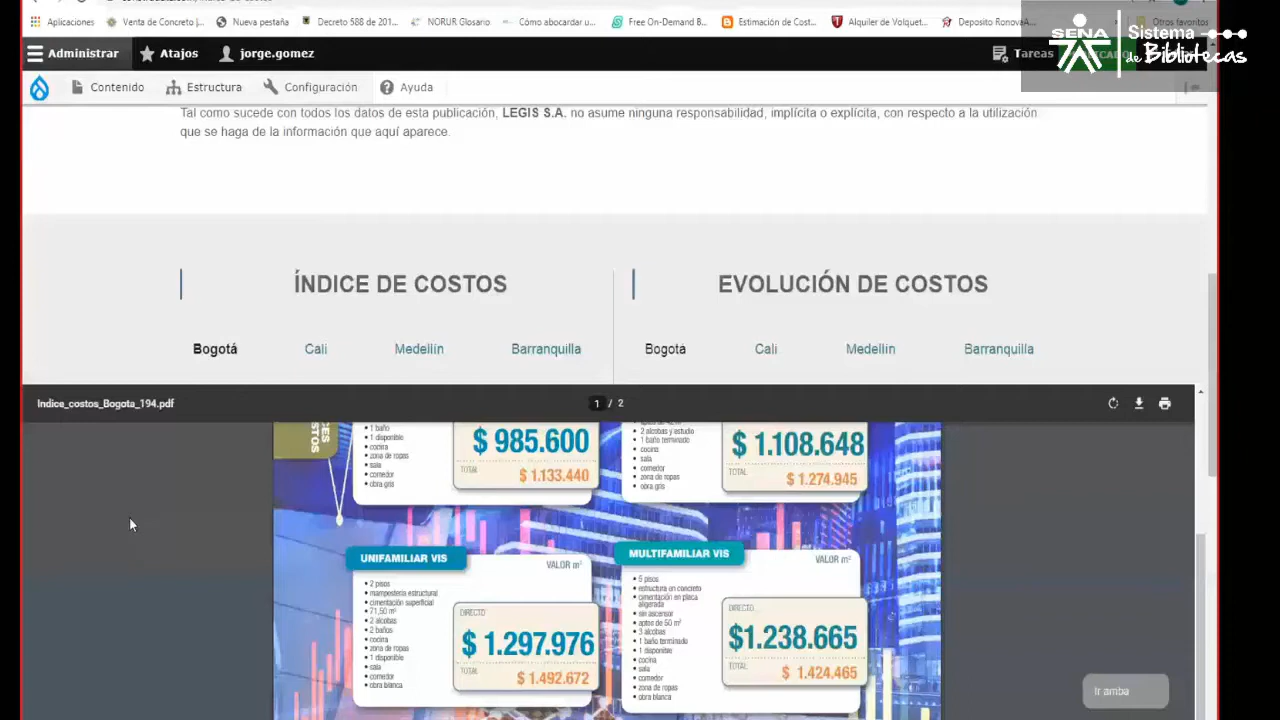 Aplicaciones
Venta de Concreto |...
Nueva pestaña
Decreto 588 de 201...
NORUR Glosario
Cómo abordar un...
Free On-Demand B...
Estimación de Cost...
Alquiler de Volquet...
Deposito RonovaA...
Otros favoritos
Administrar
Atajos
jorge.gomez
Tareas
SENA
Sistema
de Bibliotecas
Contenido
Estructura
Configuración
Ayuda
Tal como sucede con todos los datos de esta publicación, LEGIS S.A. no asume ninguna responsabilidad, implícita o explícita, con respecto a la utilización
que se haga de la información que aquí aparece.
ÍNDICE DE COSTOS
EVOLUCIÓN DE COSTOS
Bogotá
Cali
Medellín
Barranquilla
Bogotá
Cali
Medellín
Barranquilla
Indice_costos_Bogota_194.pdf
1 / 2
• 1 baño
• 1 disponible
• cocina
• zona de ropas
• sala
• comedor
• obra gris
$ 985.600
TOTAL
$ 1.133.440
• 2 alcobas y estudio
• 1 baño terminado
• cocina
• sala
• comedor
• zona de ropas
• obra gris
$ 1.108.648
TOTAL
$ 1.274.945
UNIFAMILIAR VIS
VALOR m²
• 2 pisos
• mampostería estructural
• cimentación superficial
• 71,50 m²
• 2 alcobas
• 2 baños
• cocina
• zona de ropas
• 1 disponible
• sala
• comedor
• obra blanca
DIRECTO
$ 1.297.976
TOTAL
$ 1.492.672
MULTIFAMILIAR VIS
VALOR m²
• 5 pisos
• estructura en concreto
• cimentación en placa
aligerada
• sin ascensor
• aptos de 50 m²
• 3 alcobas
• 1 baño terminado
• 1 disponible
• cocina
• sala
• comedor
• zona de ropas
• obra blanca
DIRECTO
$1.238.665
TOTAL
$ 1.424.465
Ir arriba